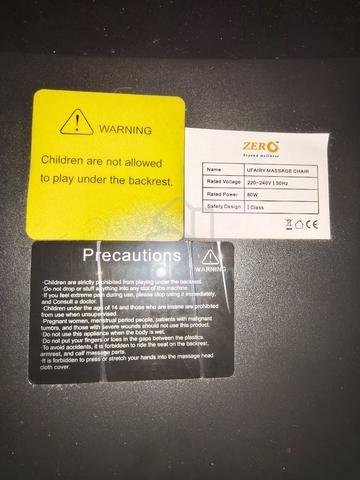 WARNING
Children are not allowed
to play under the backrest.
ZERO
beyond wellness
Name UFAIRY MASSAGE CHAIR
Rated Voltage 220~240V | 50Hz
Rated Power 80W
Safety Design I Class
CE
Precautions
WARNING
·Children are strictly prohibited from playing under the backrest.
·Do not drop or stuff anything into any slot of the machine.
·If you feel extreme pain during use, please stop using it immediately,
and Consult a doctor.
·Children under the age of 14 and those who are insane are prohibited
from use when unsupervised.
·Pregnant women, menstrual period people, patients with malignant
tumors, and those with severe wounds should not use this product.
·Do not use this appliance when the body is wet.
·Do not put your fingers or toes in the gaps between the plastics.
·To avoid accidents, it is forbidden to ride the seat on the backrest,
armrest, and calf massage parts.
·It is forbidden to press or stretch your hands into the massage head
cloth cover.